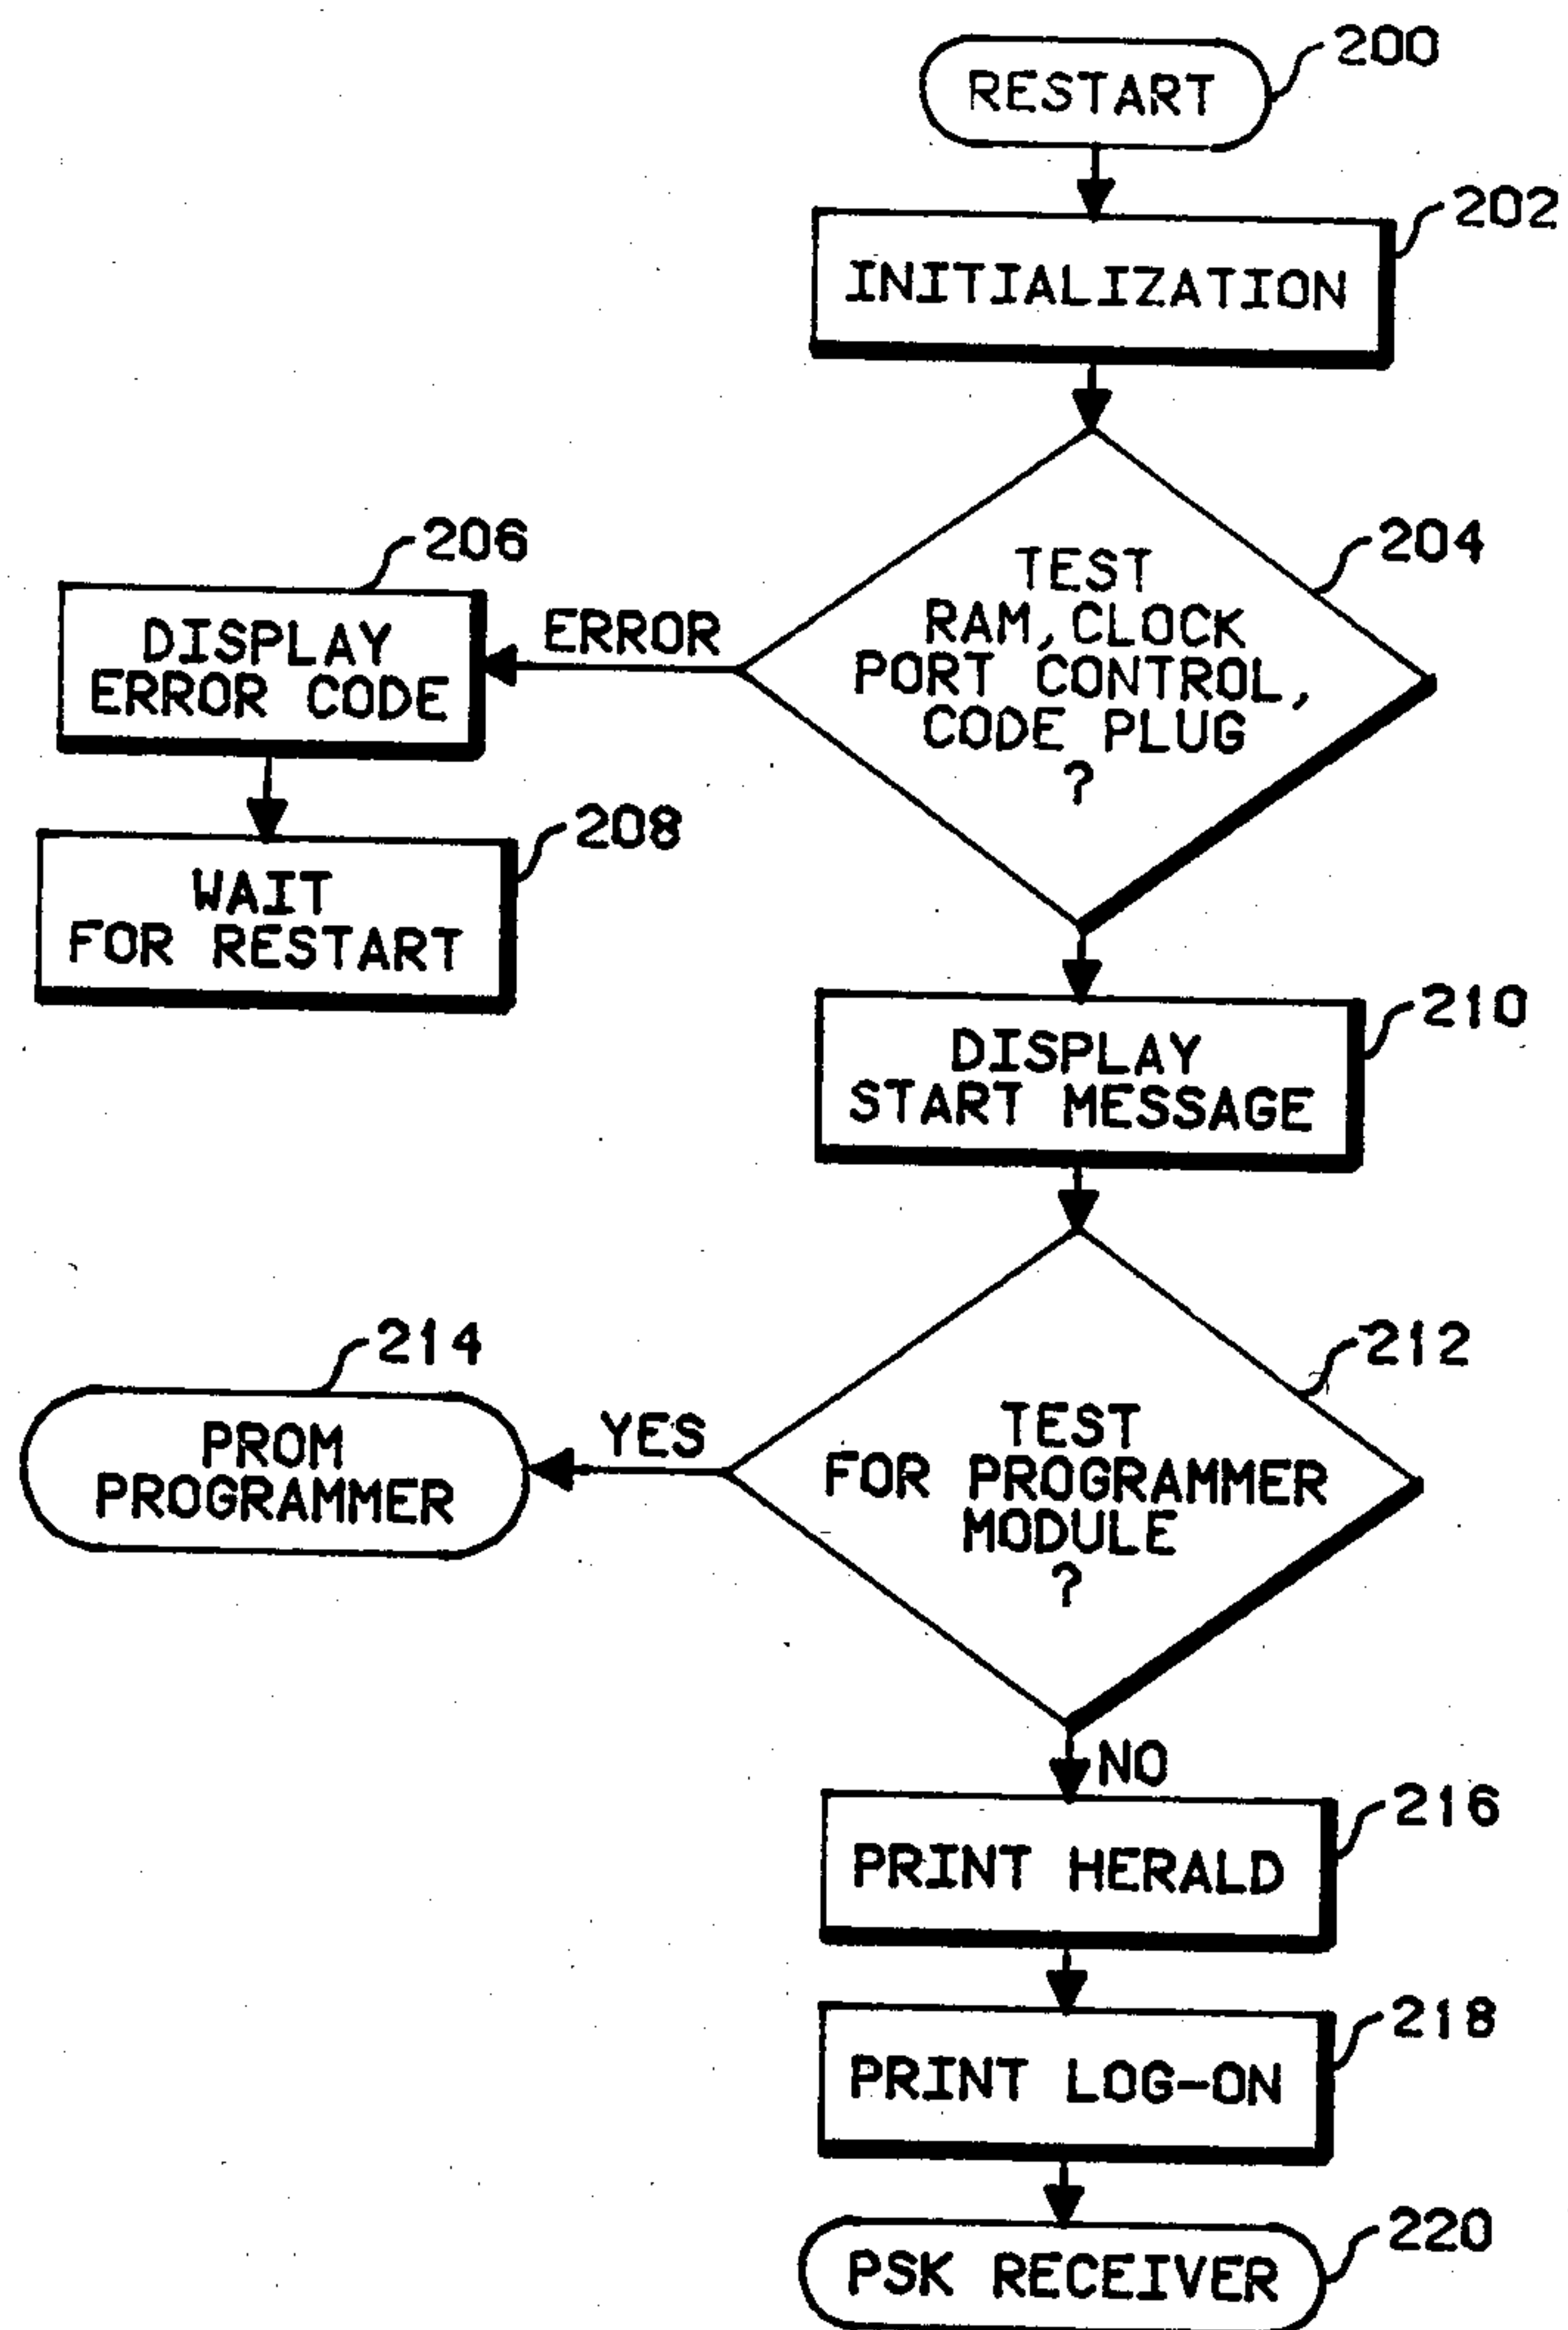 200
RESTART
202
INITIALIZATION
204
TEST
RAM, CLOCK
PORT CONTROL,
CODE PLUG
?
ERROR
206
DISPLAY
ERROR CODE
208
WAIT
FOR RESTART
210
DISPLAY
START MESSAGE
212
TEST
FOR PROGRAMMER
MODULE
?
YES
214
PROM
PROGRAMMER
NO
216
PRINT HERALD
218
PRINT LOG-ON
220
PSK RECEIVER